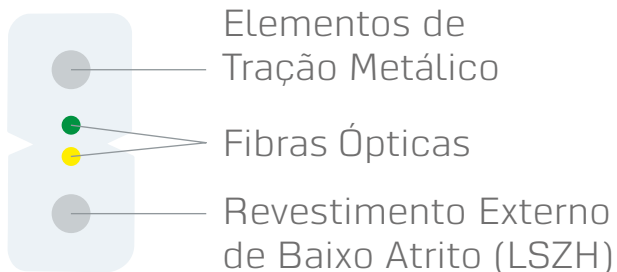 Elementos de
Tração Metálico
Fibras Ópticas
Revestimento Externo
de Baixo Atrito (LSZH)